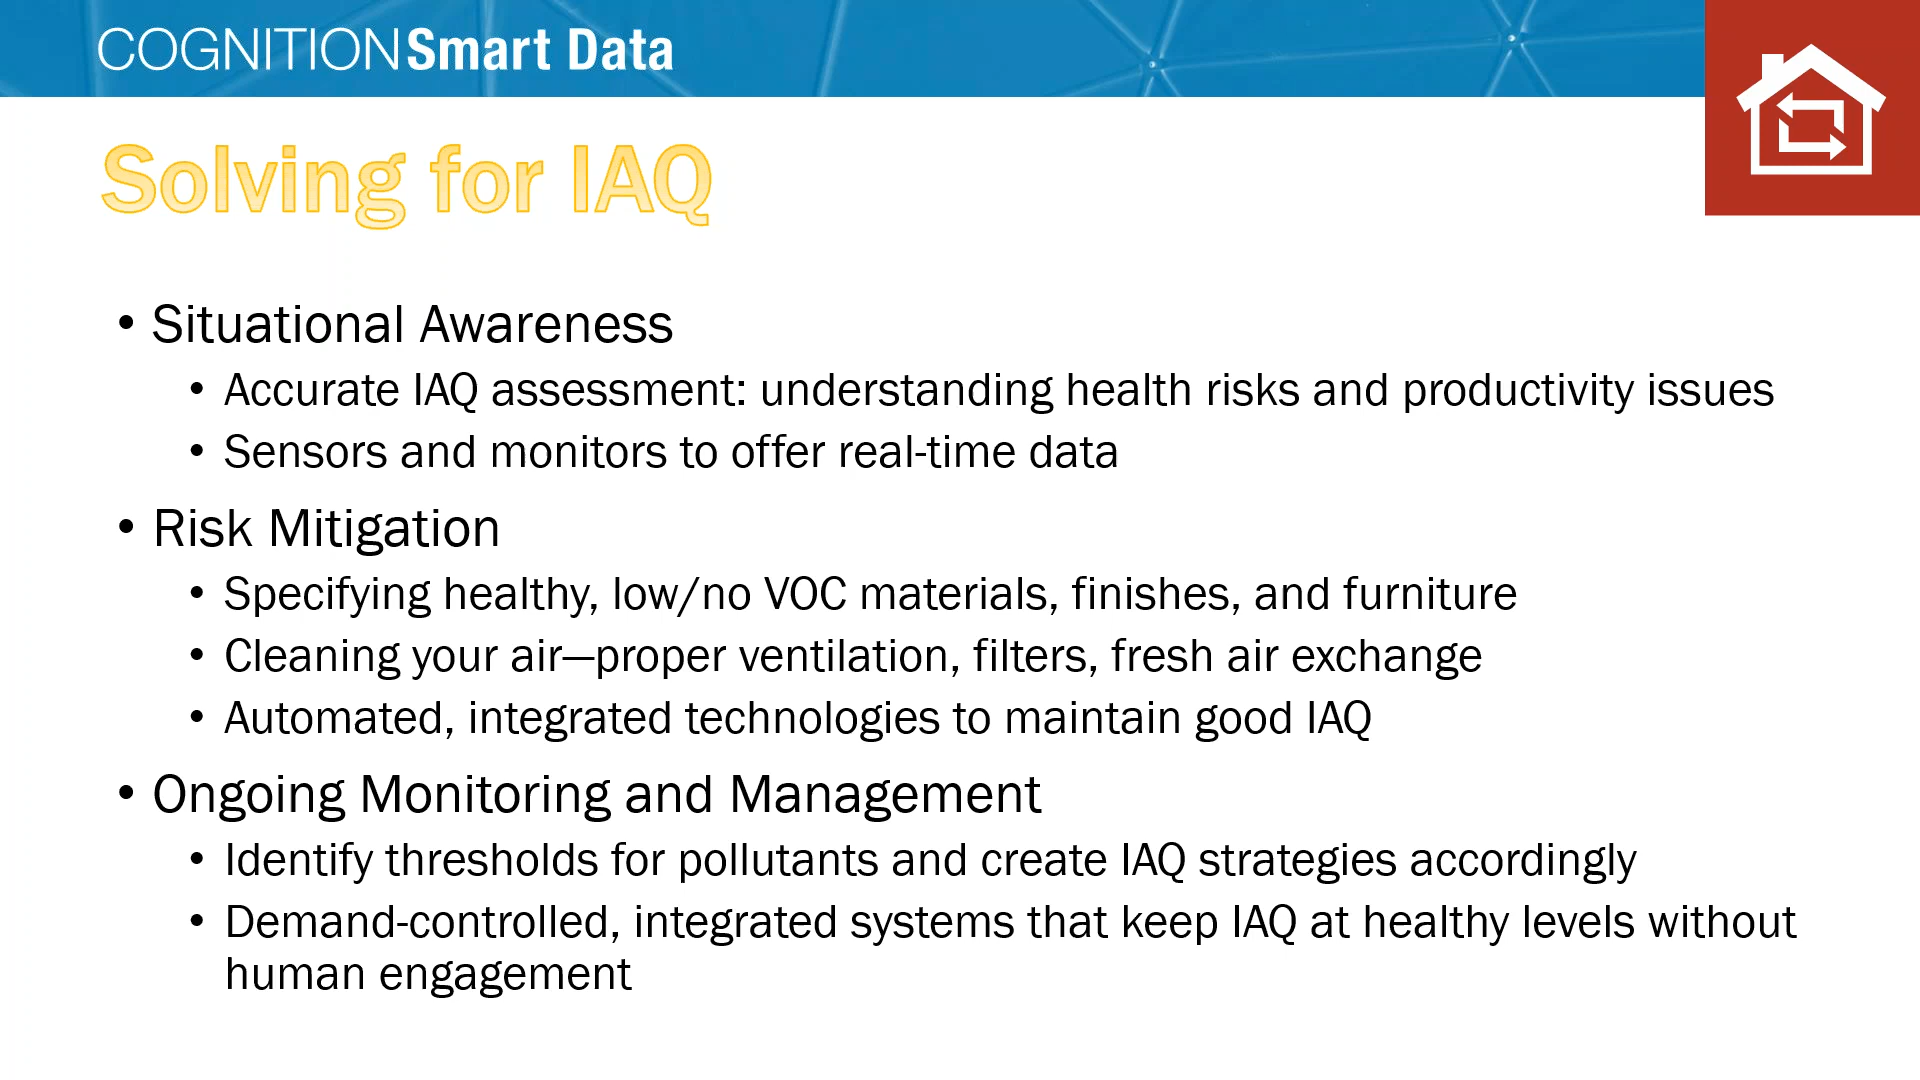 COGNITION Smart Data
Solving for IAQ
• Situational Awareness
• Accurate IAQ assessment: understanding health risks and productivity issues
• Sensors and monitors to offer real-time data
• Risk Mitigation
• Specifying healthy, low/no VOC materials, finishes, and furniture
• Cleaning your air—proper ventilation, filters, fresh air exchange
• Automated, integrated technologies to maintain good IAQ
• Ongoing Monitoring and Management
• Identify thresholds for pollutants and create IAQ strategies accordingly
• Demand-controlled, integrated systems that keep IAQ at healthy levels without
human engagement